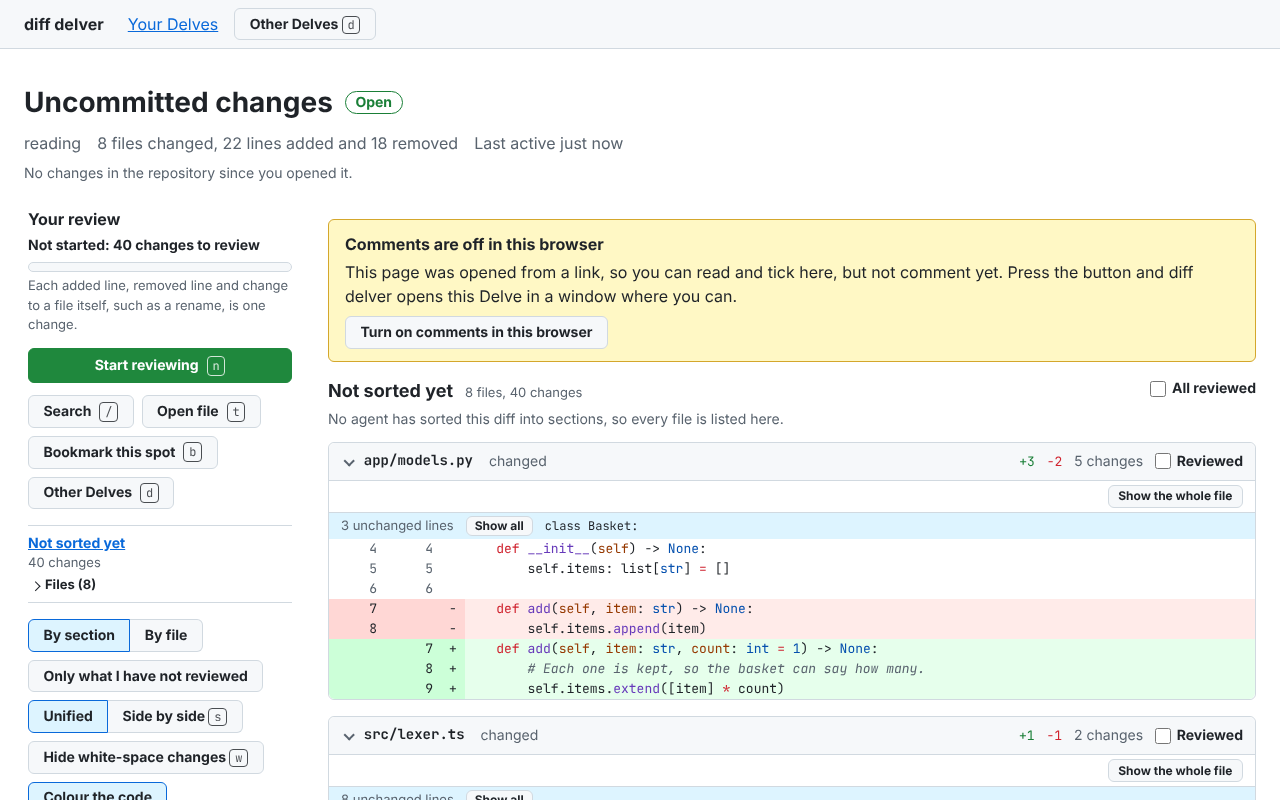 diff delver Your Delves Other Delves d
Uncommitted changes Open
reading 8 files changed, 22 lines added and 18 removed Last active just now
No changes in the repository since you opened it.
Your review
Not started: 40 changes to review
Each added line, removed line and change
to a file itself, such as a rename, is one
change.
Start reviewing n
Search / Open file t
Bookmark this spot b
Other Delves d
Not sorted yet
40 changes
Files (8)
By section By file
Only what I have not reviewed
Unified Side by side s
Hide white-space changes w
Colour the code
Comments are off in this browser
This page was opened from a link, so you can read and tick here, but not comment yet. Press the button and diff
delver opens this Delve in a window where you can.
Turn on comments in this browser
Not sorted yet 8 files, 40 changes All reviewed
No agent has sorted this diff into sections, so every file is listed here.
app/models.py changed +3 -2 5 changes Reviewed
Show the whole file
3 unchanged lines Show all class Basket:
4 4 def __init__(self) -> None:
5 5 self.items: list[str] = []
6 6
7 - def add(self, item: str) -> None:
8 - self.items.append(item)
7 + def add(self, item: str, count: int = 1) -> None:
8 + # Each one is kept, so the basket can say how many.
9 + self.items.extend([item] * count)
src/lexer.ts changed +1 -1 2 changes Reviewed
Show the whole file
8 unchanged lines Show all